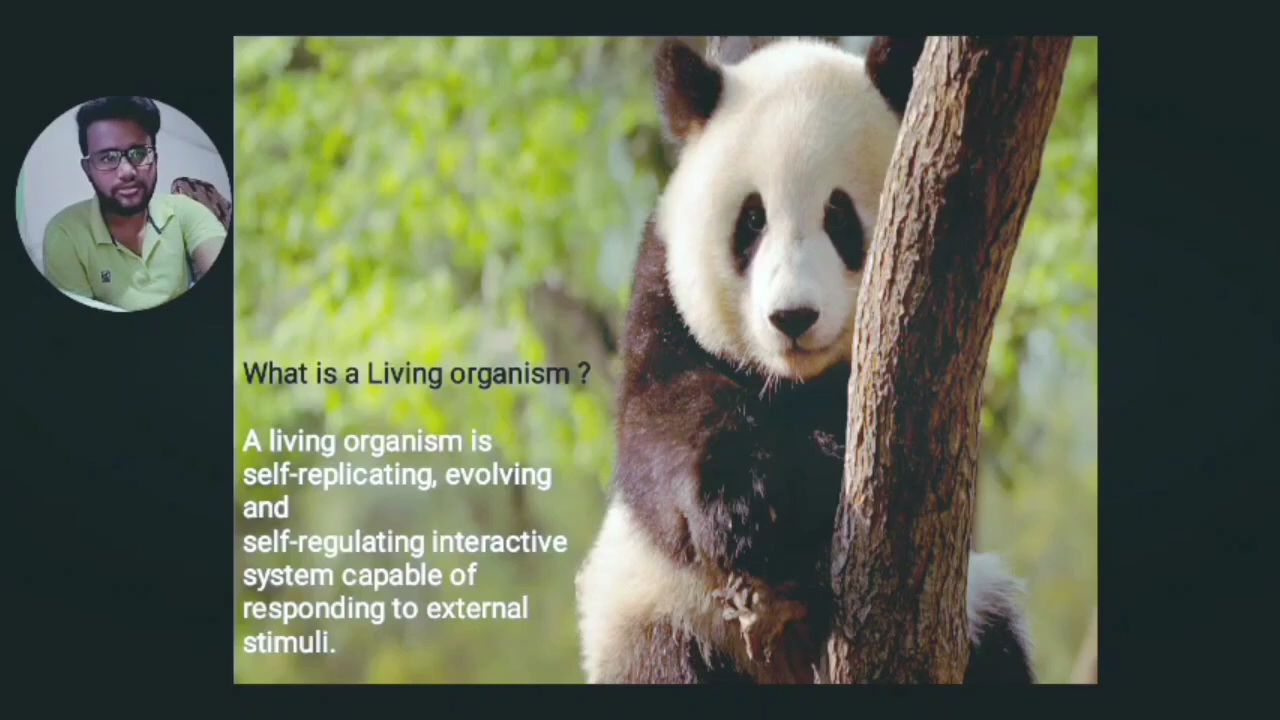 What is a Living organism ?
A living organism is
self-replicating, evolving
and
self-regulating interactive
system capable of
responding to external
stimuli.